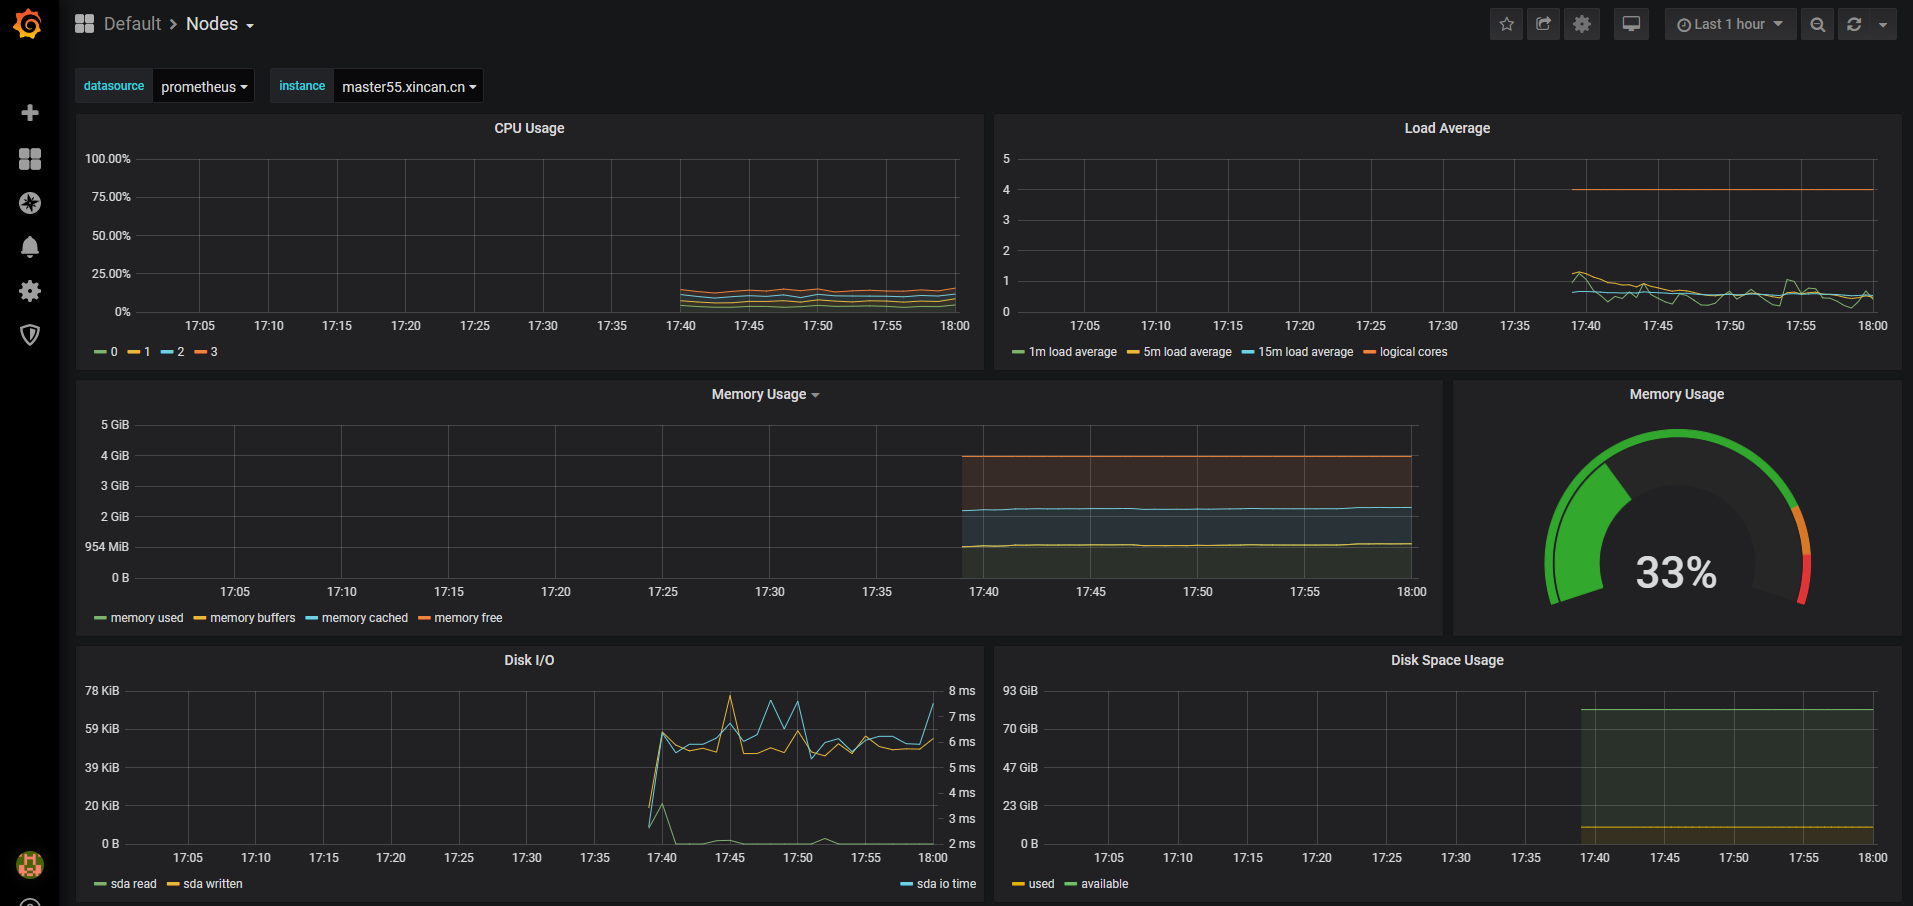 Default > Nodes
Last 1 hour
datasource prometheus instance master55.xincan.cn
CPU Usage
100.00%
75.00%
50.00%
25.00%
0%
17:05 17:10 17:15 17:20 17:25 17:30 17:35 17:40 17:45 17:50 17:55 18:00
0 1 2 3
Load Average
5
4
3
2
1
0
17:05 17:10 17:15 17:20 17:25 17:30 17:35 17:40 17:45 17:50 17:55 18:00
1m load average 5m load average 15m load average logical cores
Memory Usage
5 GiB
4 GiB
3 GiB
2 GiB
954 MiB
0 B
17:05 17:10 17:15 17:20 17:25 17:30 17:35 17:40 17:45 17:50 17:55 18:00
memory used memory buffers memory cached memory free
Memory Usage
33%
Disk I/O
78 KiB
59 KiB
39 KiB
20 KiB
0 B
8 ms
7 ms
6 ms
5 ms
4 ms
3 ms
2 ms
17:05 17:10 17:15 17:20 17:25 17:30 17:35 17:40 17:45 17:50 17:55 18:00
sda read sda written sda io time
Disk Space Usage
93 GiB
70 GiB
47 GiB
23 GiB
0 B
17:05 17:10 17:15 17:20 17:25 17:30 17:35 17:40 17:45 17:50 17:55 18:00
used available